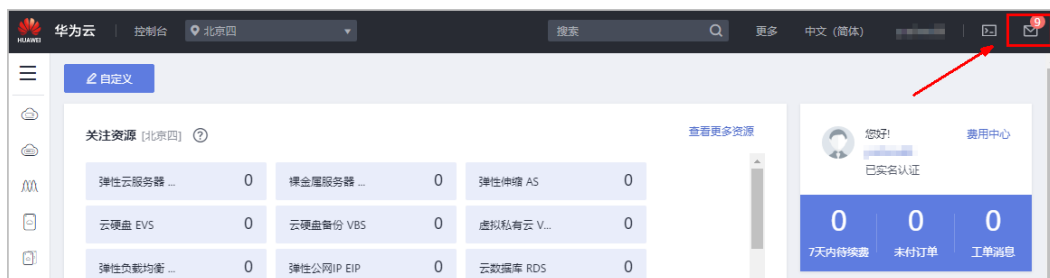 HUAWEI 华为云 控制台 北京四 搜索 更多 中文 (简体) 9
自定义
关注资源 [北京四] ? 查看更多资源
弹性云服务器 ... 0 裸金属服务器 ... 0 弹性伸缩 AS 0
云硬盘 EVS 0 云硬盘备份 VBS 0 虚拟私有云 V... 0
弹性负载均衡 ... 0 弹性公网IP EIP 0 云数据库 RDS 0
您好! 费用中心
已实名认证
0 0 0
7天内待续费 未付订单 工单消息